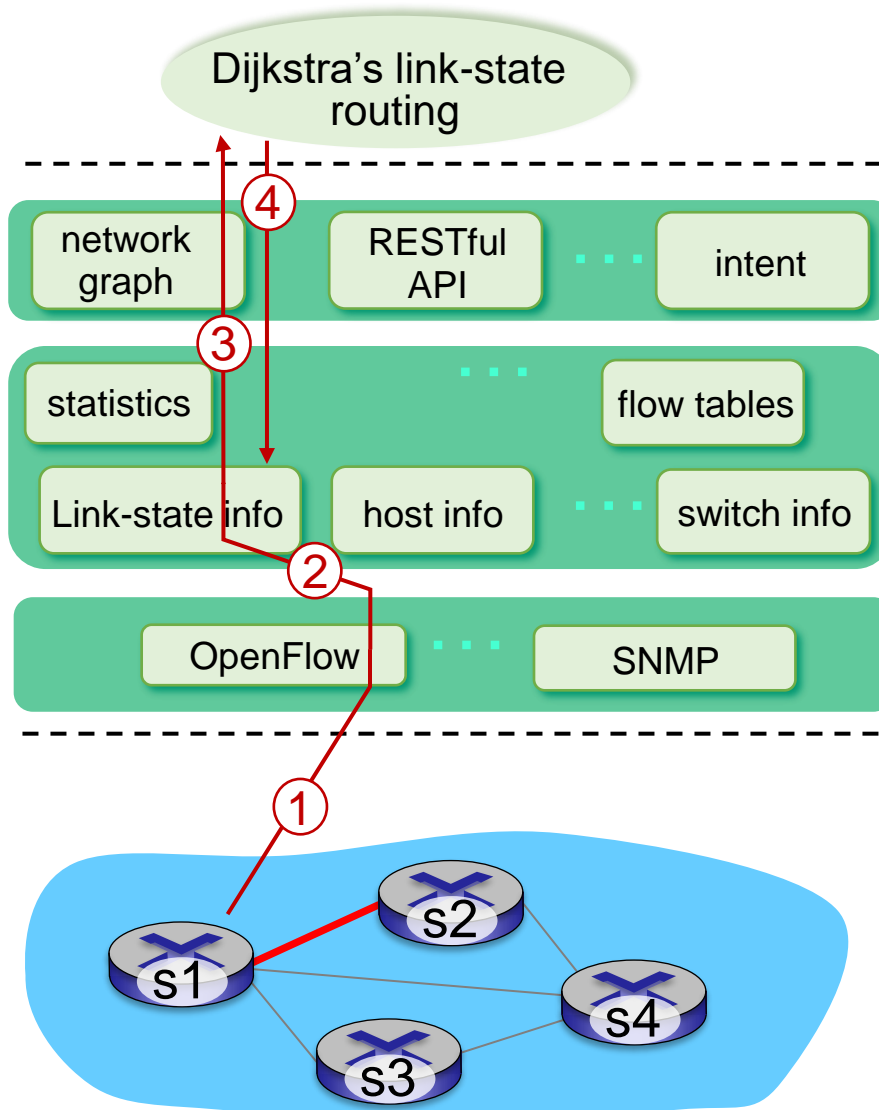 Dijkstra’s link-state
routing
4
network
graph
RESTful
API
. . .
intent
3
statistics
. . .
flow tables
Link-state info
host info
. . .
switch info
2
OpenFlow
. . .
SNMP
1
s2
s1
s4
s3